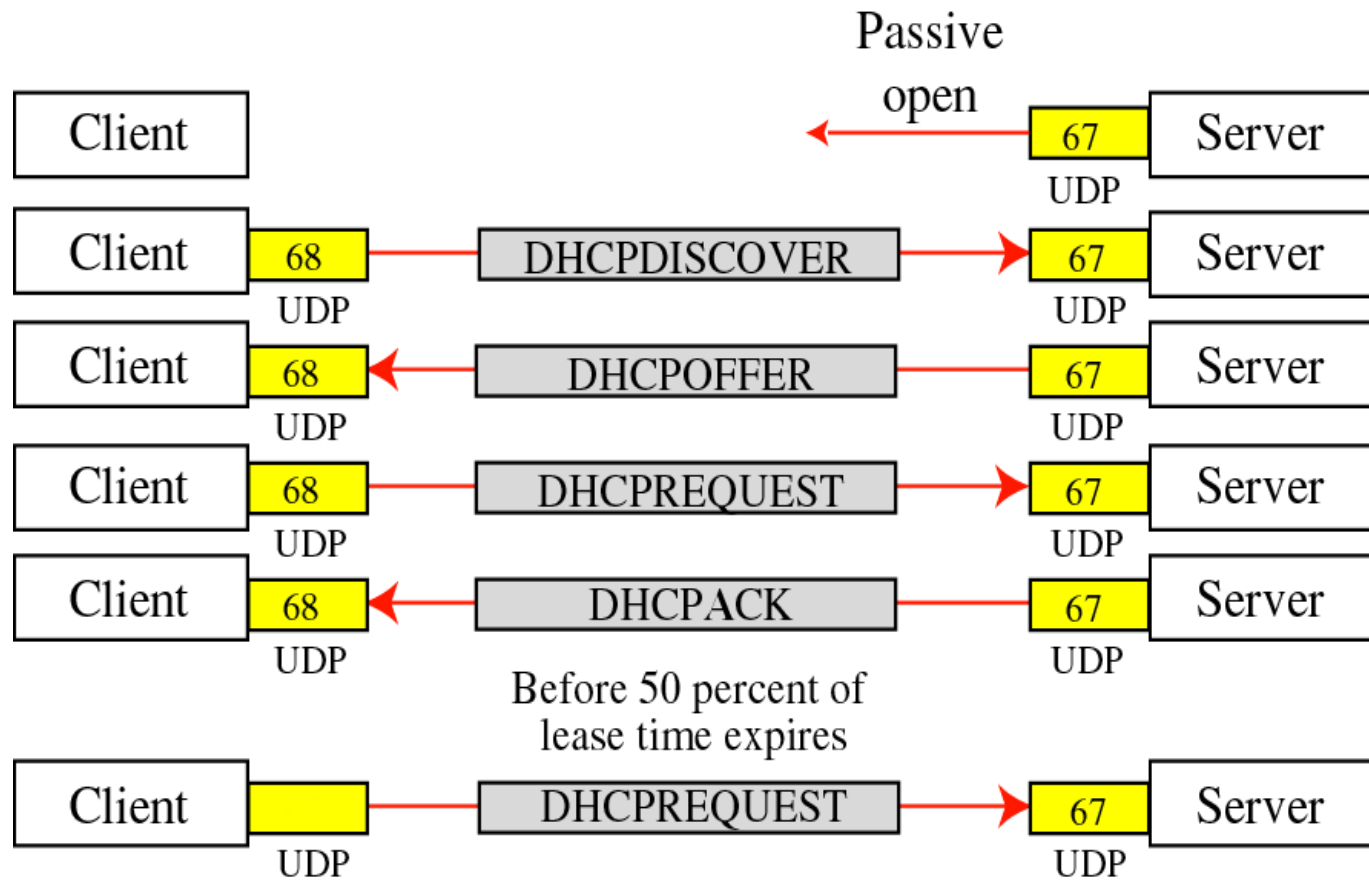 Passive
open
Client
67
Server
UDP
Client
68
DHCPDISCOVER
67
Server
UDP
UDP
Client
68
DHCPOFFER
67
Server
UDP
UDP
Client
68
DHCPREQUEST
67
Server
UDP
UDP
Client
68
DHCPACK
67
Server
UDP
UDP
Before 50 percent of
lease time expires
Client
DHCPREQUEST
67
Server
UDP
UDP